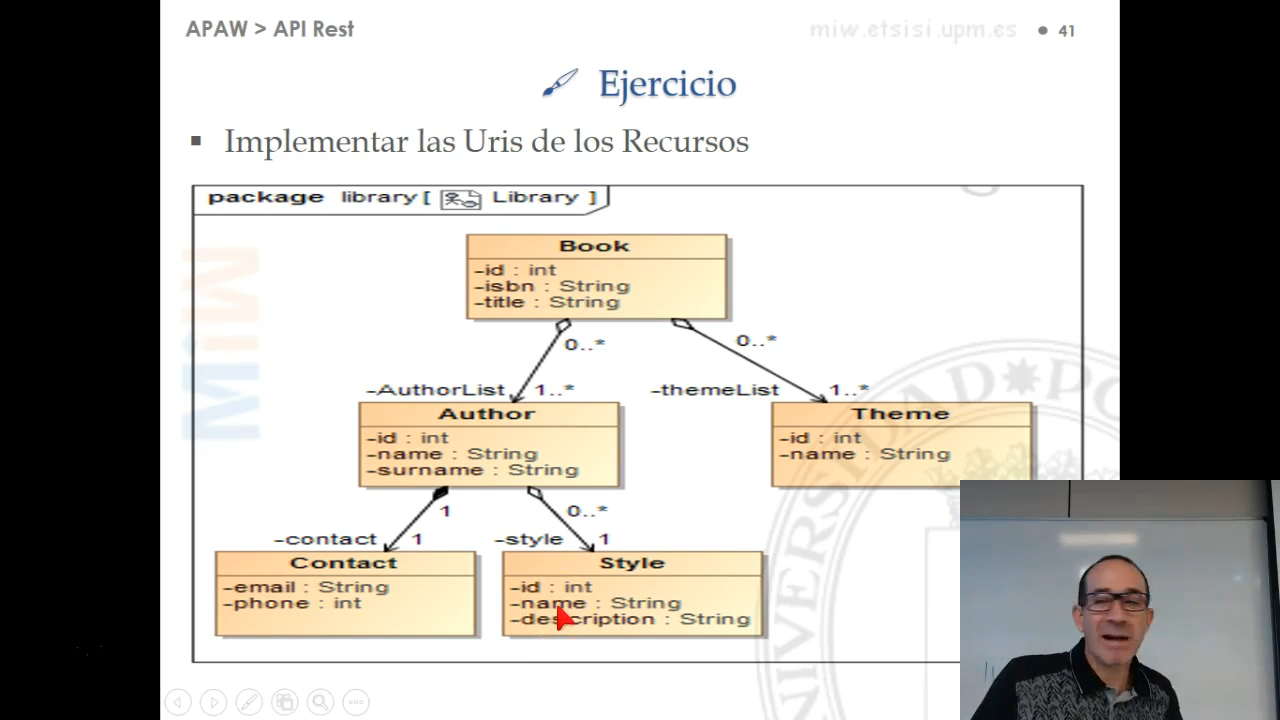 APAW > API Rest
miw.etsisi.upm.es
41
Ejercicio
Implementar las Uris de los Recursos
package library[ Library ]
Book
-id : int
-isbn : String
-title : String
0..*
0..*
-AuthorList
1..*
-themeList
1..*
Author
-id : int
-name : String
-surname : String
Theme
-id : int
-name : String
1
0..*
-contact
1
-style
1
Contact
-email : String
-phone : int
Style
-id : int
-name : String
-description : String
MiW
UNIVERSIDAD PO